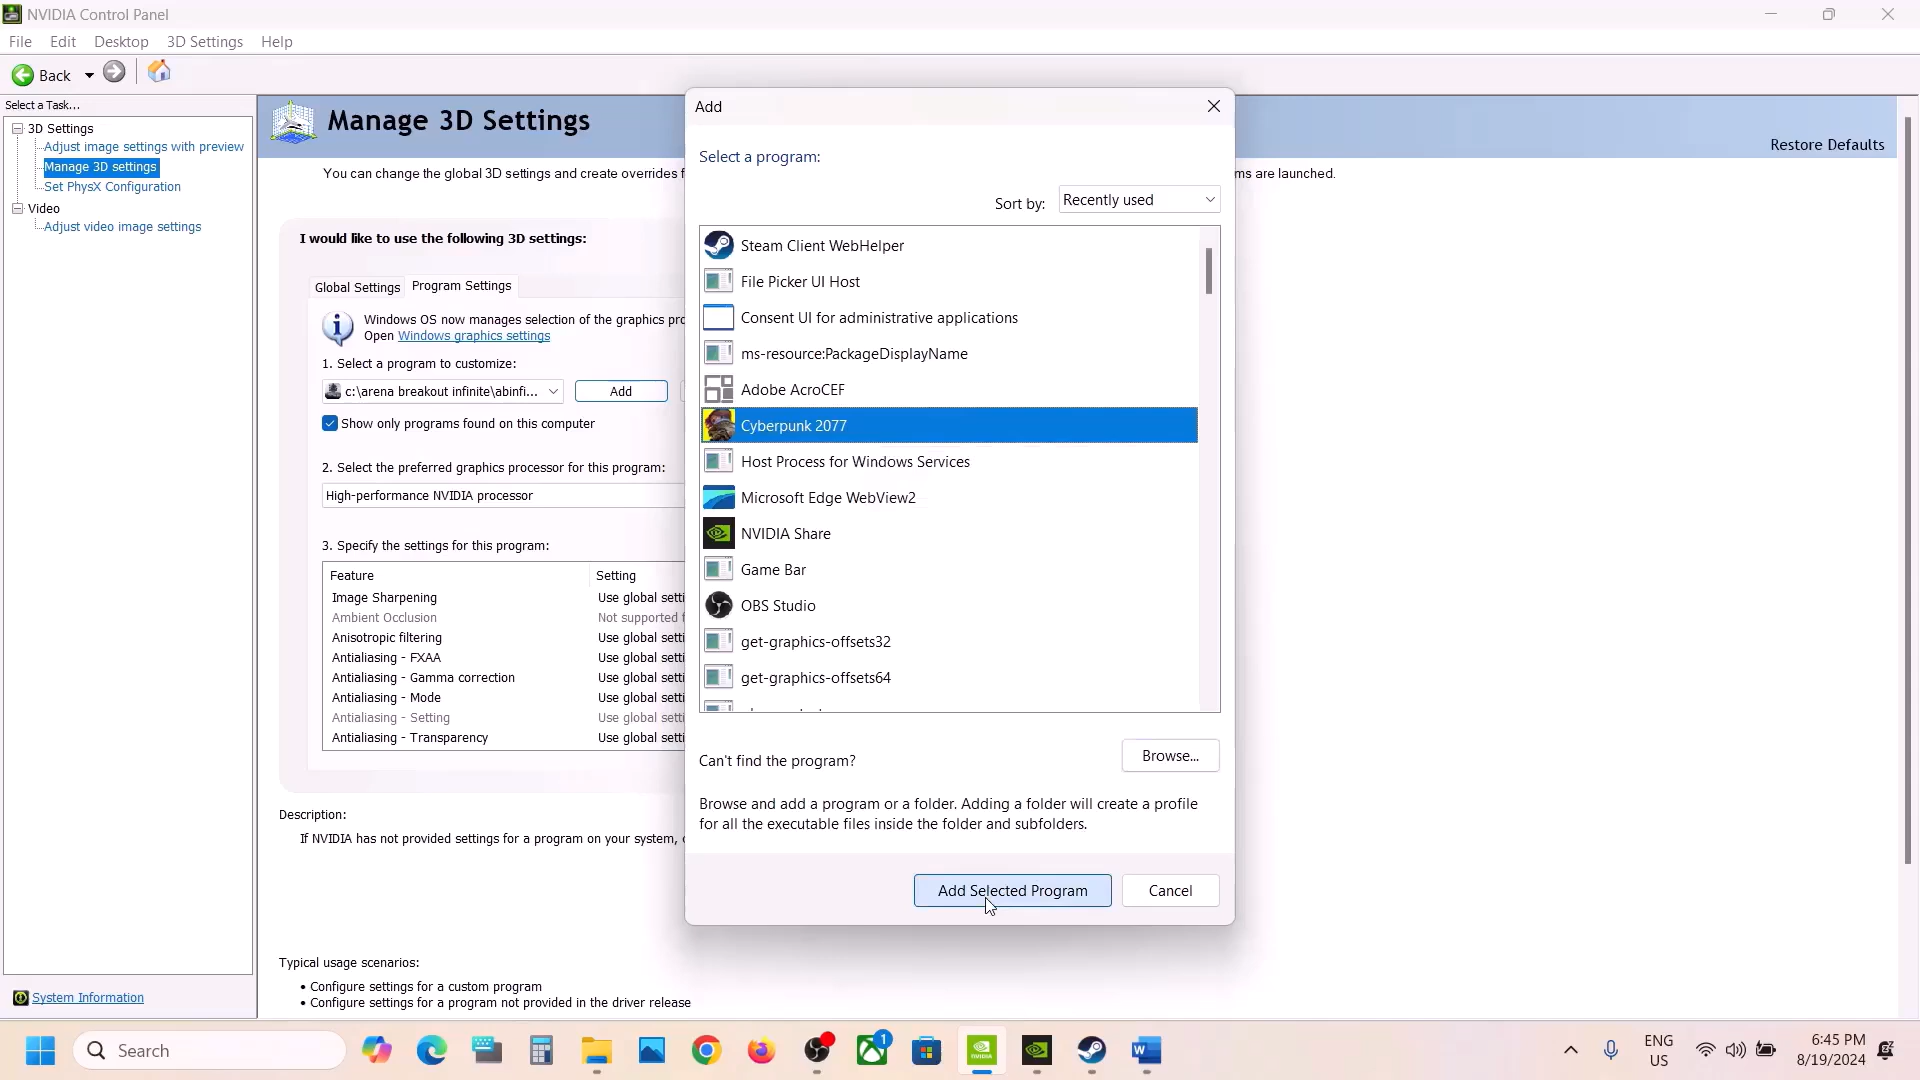 NVIDIA Control Panel
File Edit Desktop 3D Settings Help
Back
Select a Task...
3D Settings
Adjust image settings with preview
Manage 3D settings
Set PhysX Configuration
Video
Adjust video image settings
System Information
Manage 3D Settings
Restore Defaults
You can change the global 3D settings and create overrides f
ms are launched.
I would like to use the following 3D settings:
Global Settings Program Settings
Windows OS now manages selection of the graphics pro
Open Windows graphics settings
1. Select a program to customize:
c:\arena breakout infinite\abinfi... Add
Show only programs found on this computer
2. Select the preferred graphics processor for this program:
High-performance NVIDIA processor
3. Specify the settings for this program:
Feature Setting
Image Sharpening Use global setti
Ambient Occlusion Not supported f
Anisotropic filtering Use global setti
Antialiasing - FXAA Use global setti
Antialiasing - Gamma correction Use global setti
Antialiasing - Mode Use global setti
Antialiasing - Setting Use global setti
Antialiasing - Transparency Use global setti
Description:
If NVIDIA has not provided settings for a program on your system,
Typical usage scenarios:
• Configure settings for a custom program
• Configure settings for a program not provided in the driver release
Add
Select a program:
Sort by: Recently used
Steam Client WebHelper
File Picker UI Host
Consent UI for administrative applications
ms-resource:PackageDisplayName
Adobe AcroCEF
Cyberpunk 2077
Host Process for Windows Services
Microsoft Edge WebView2
NVIDIA Share
Game Bar
OBS Studio
get-graphics-offsets32
get-graphics-offsets64
Can't find the program? Browse...
Browse and add a program or a folder. Adding a folder will create a profile
for all the executable files inside the folder and subfolders.
Add Selected Program Cancel
Search
1
ENG
US
6:45 PM
8/19/2024